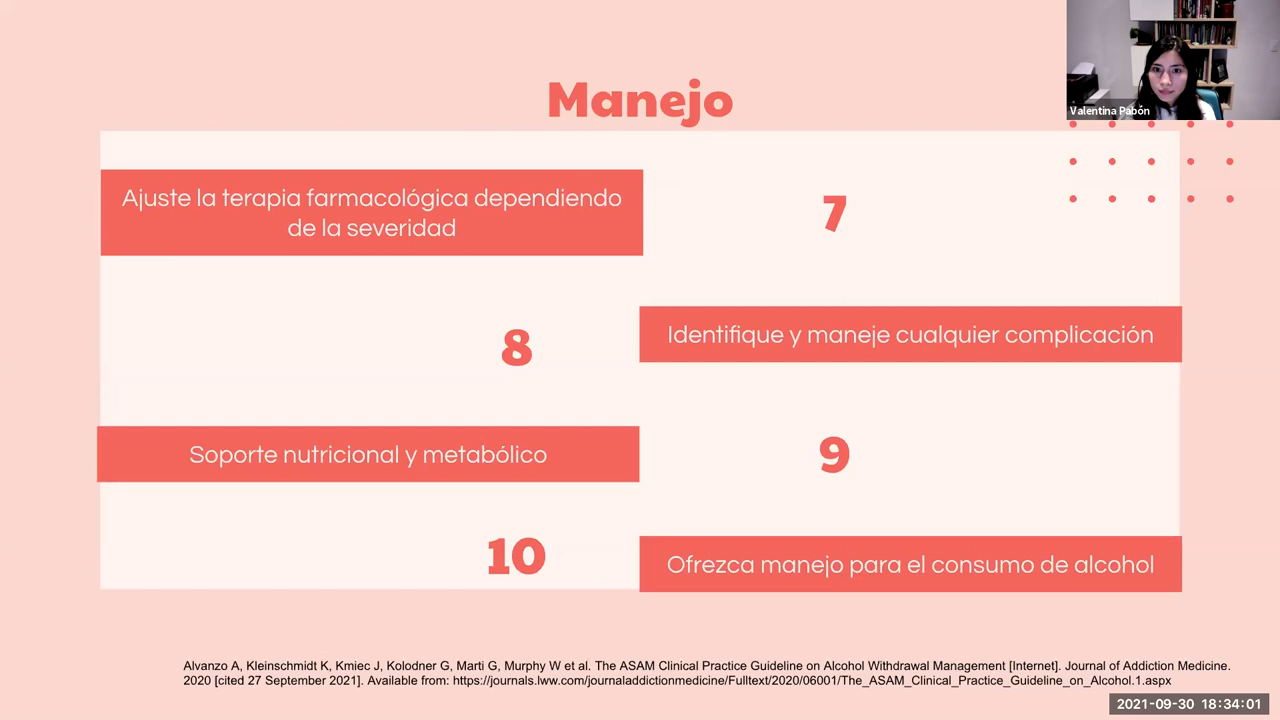 Manejo
Valentina Pabón
Ajuste la terapia farmacológica dependiendo
de la severidad
7
8
Identifique y maneje cualquier complicación
Soporte nutricional y metabólico
9
10
Ofrezca manejo para el consumo de alcohol
Alvanzo A, Kleinschmidt K, Kmiec J, Kolodner G, Marti G, Murphy W et al. The ASAM Clinical Practice Guideline on Alcohol Withdrawal Management [Internet]. Journal of Addiction Medicine.
2020 [cited 27 September 2021]. Available from: https://journals.lww.com/journaladdictionmedicine/Fulltext/2020/06001/The_ASAM_Clinical_Practice_Guideline_on_Alcohol.1.aspx
2021-09-30 18:34:01